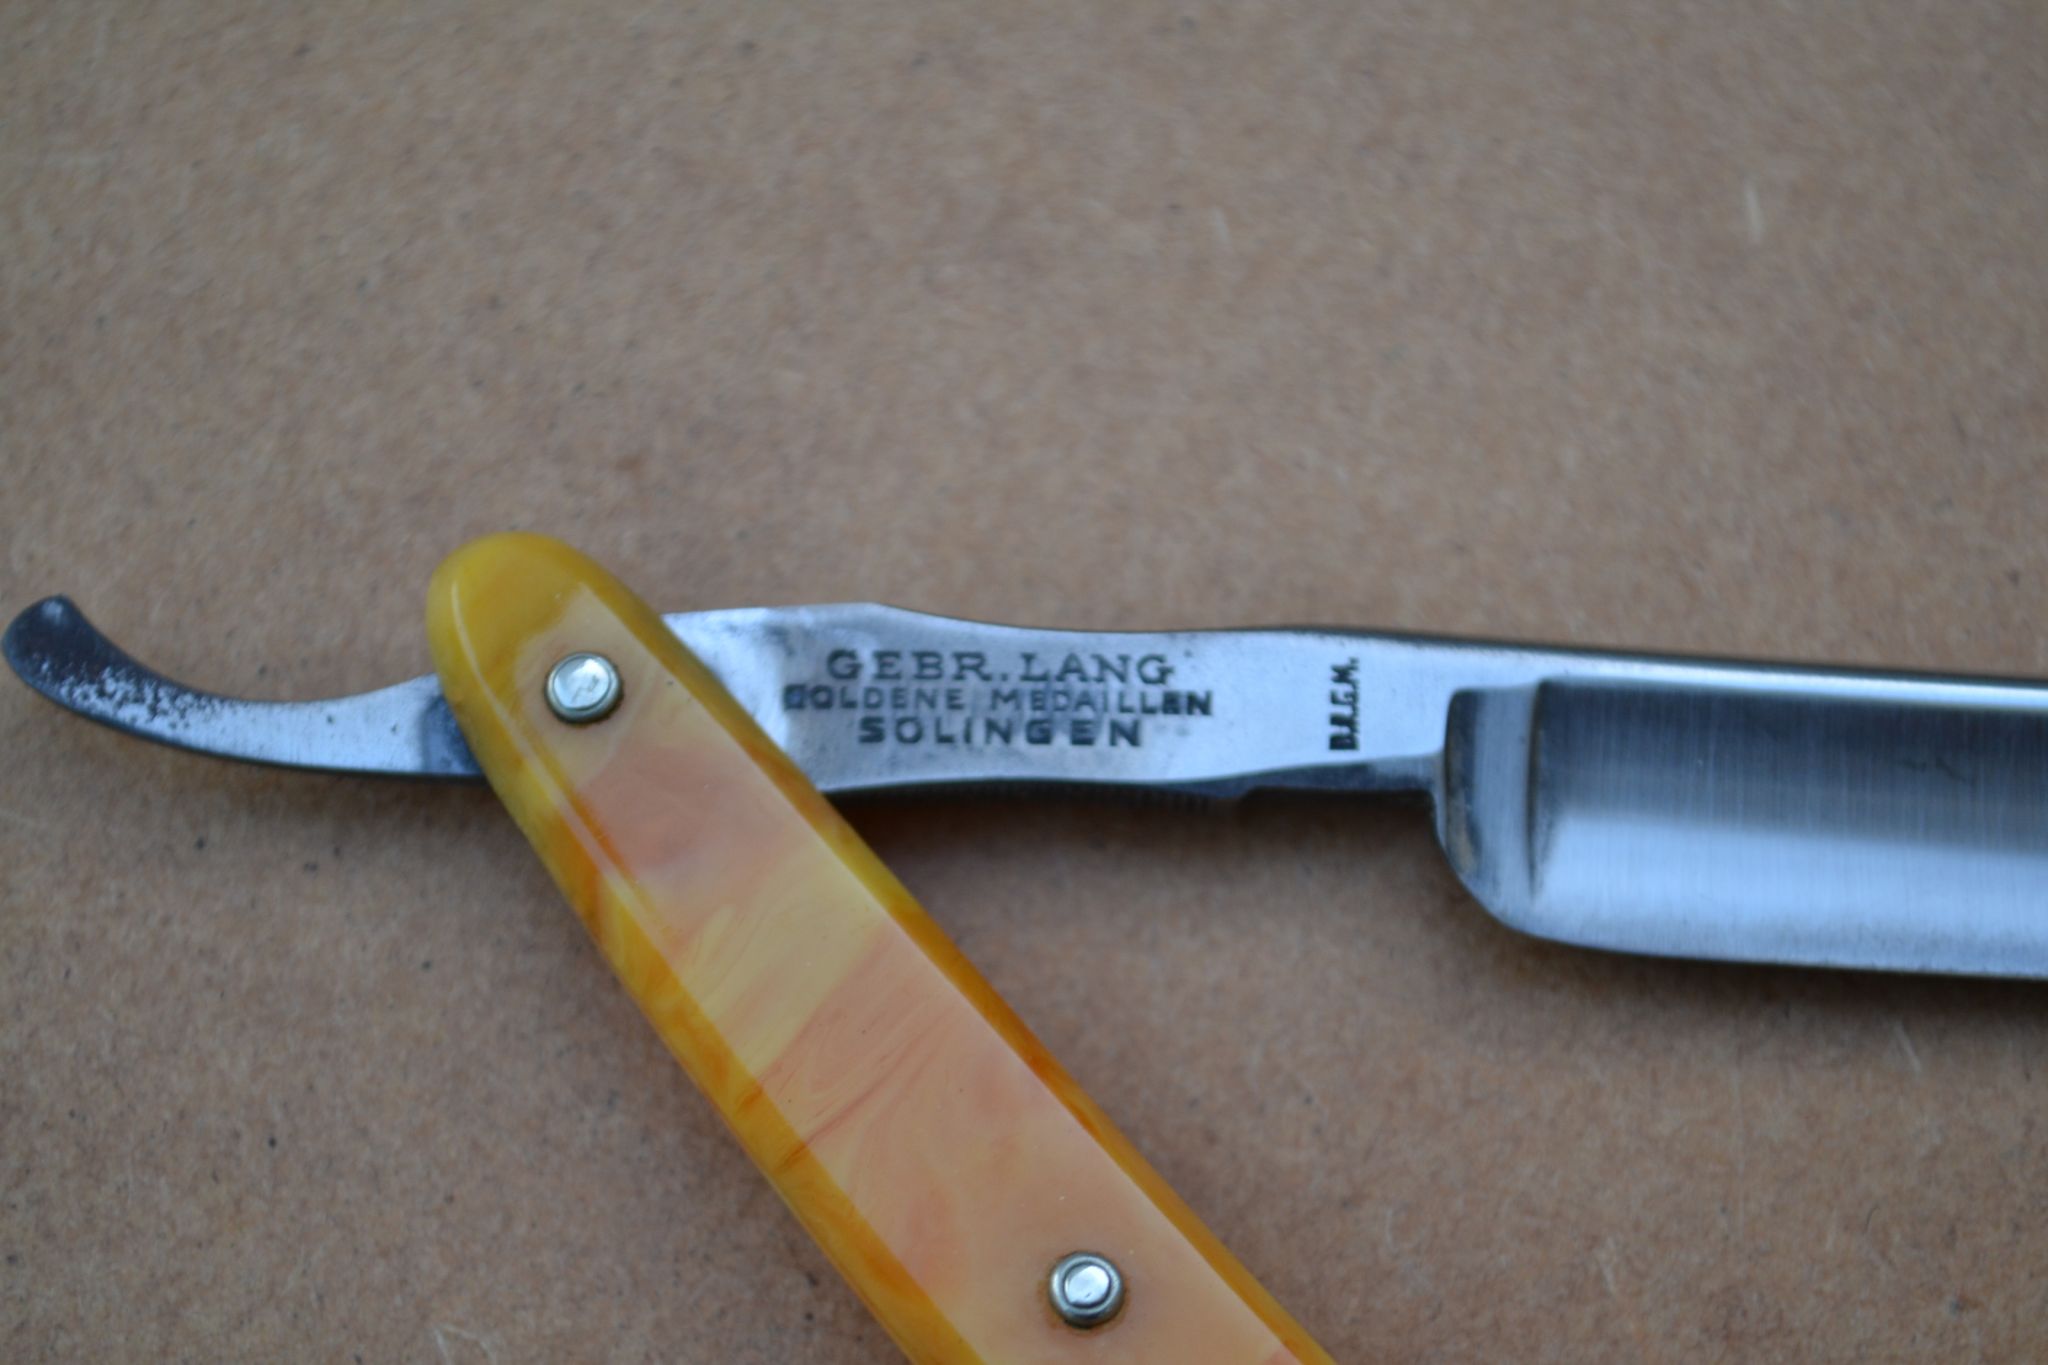 GEBR. LANG
GOLDENE MEDAILLEN
SOLINGEN
D.R.G.M.